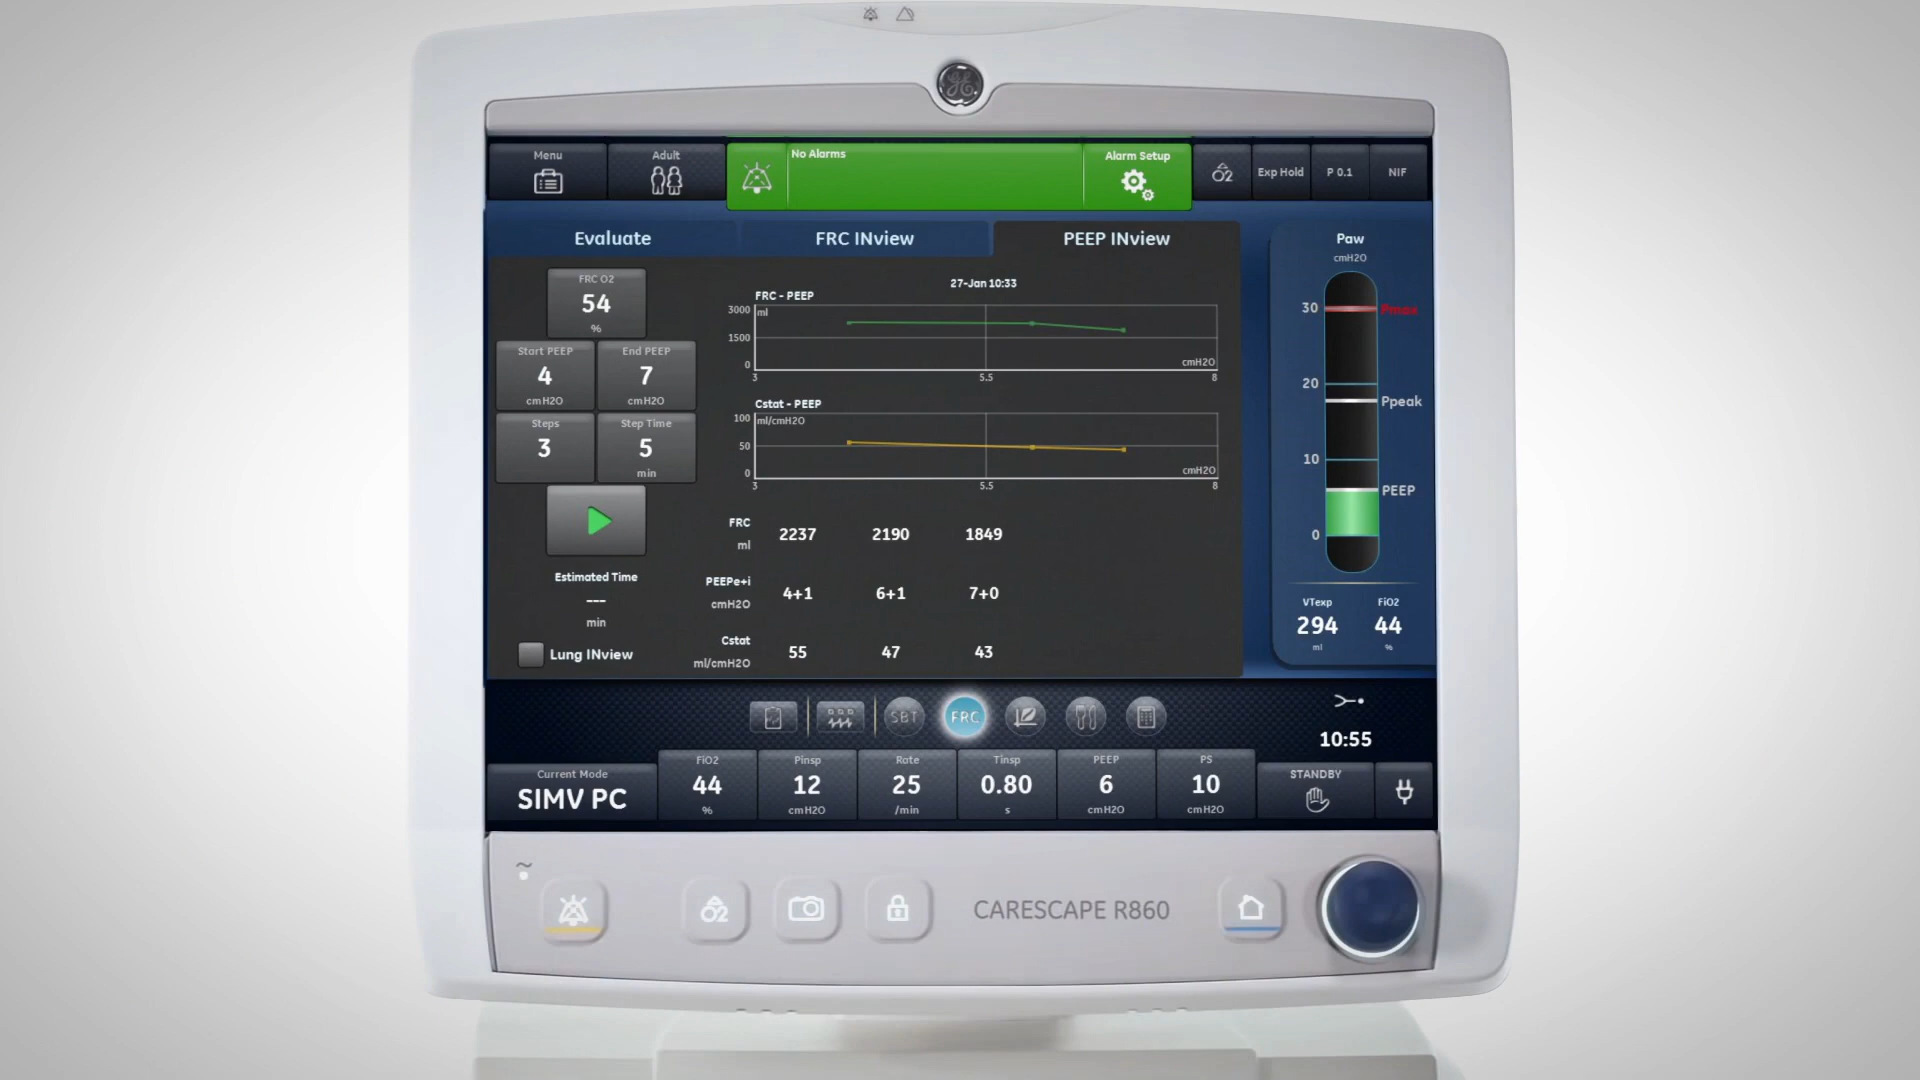 Menu
Adult
No Alarms
Alarm Setup
O2
Exp Hold
P 0.1
NIF
Evaluate
FRC INview
PEEP INview
FRC O2
54
%
Start PEEP
4
cmH2O
End PEEP
7
cmH2O
Steps
3
Step Time
5
min
Estimated Time
---
min
Lung INview
27-Jan 10:33
FRC - PEEP
3000
ml
1500
0
cmH2O
3
5.5
8
Cstat - PEEP
100
ml/cmH2O
50
0
cmH2O
3
5.5
8
FRC
ml
2237 2190 1849
PEEPe+i
cmH2O
4+1 6+1 7+0
Cstat
ml/cmH2O
55 47 43
Paw
cmH2O
30
Pmax
20
Ppeak
10
PEEP
0
VTexp
294
ml
FiO2
44
%
SBT
FRC
10:55
Current Mode
SIMV PC
FiO2
44
%
Pinsp
12
cmH2O
Rate
25
/min
Tinsp
0.80
s
PEEP
6
cmH2O
PS
10
cmH2O
STANDBY
O2
CARESCAPE R860